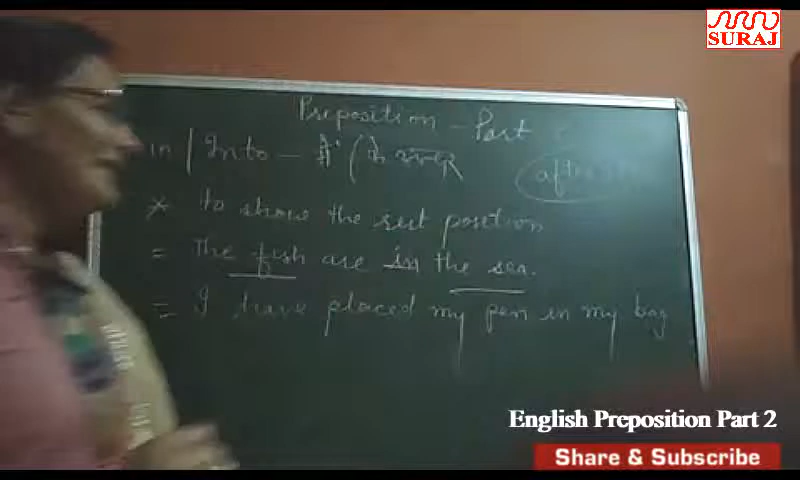 SURAJ
Preposition - Part
in / Into - में (के अन्दर
after
* to show the rest position
= The fish are in the sea.
= I have placed my pen in my bag
English Preposition Part 2
Share & Subscribe